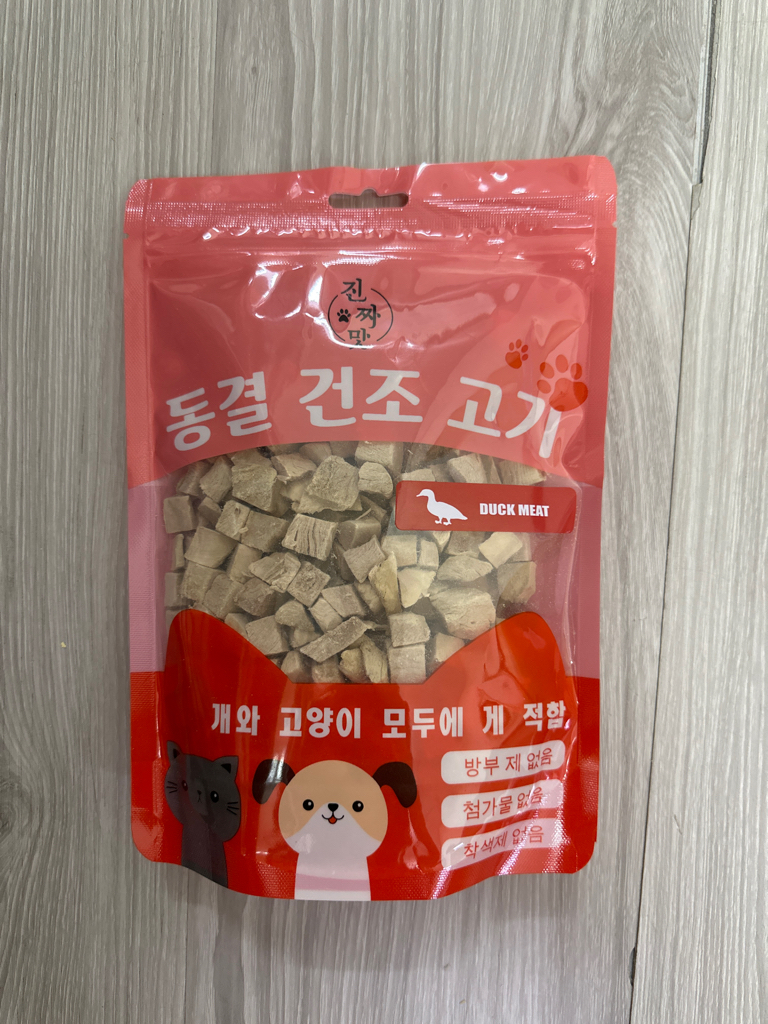 진
짜
맛
동결 건조 고기
DUCK MEAT
개와 고양이 모두에 게 적합
방부 제 없음
첨가물 없음
착색제 없음